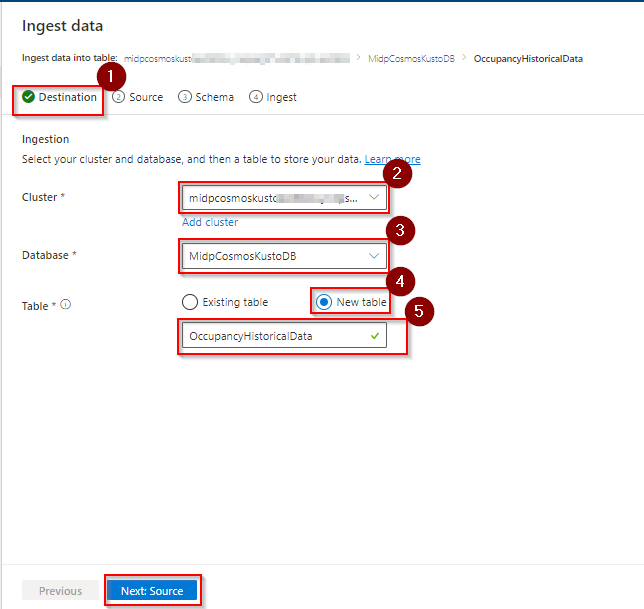 Ingest data
Ingest data into table: midpcosmoskust > MidpCosmosKustoDB > OccupancyHistoricalData
1
Destination 2 Source 3 Schema 4 Ingest
Ingestion
Select your cluster and database, and then a table to store your data. Learn more
2
Cluster * midpcosmoskusto s...
Add cluster
3
Database * MidpCosmosKustoDB
4
Table * Existing table New table
5
OccupancyHistoricalData
Previous Next: Source